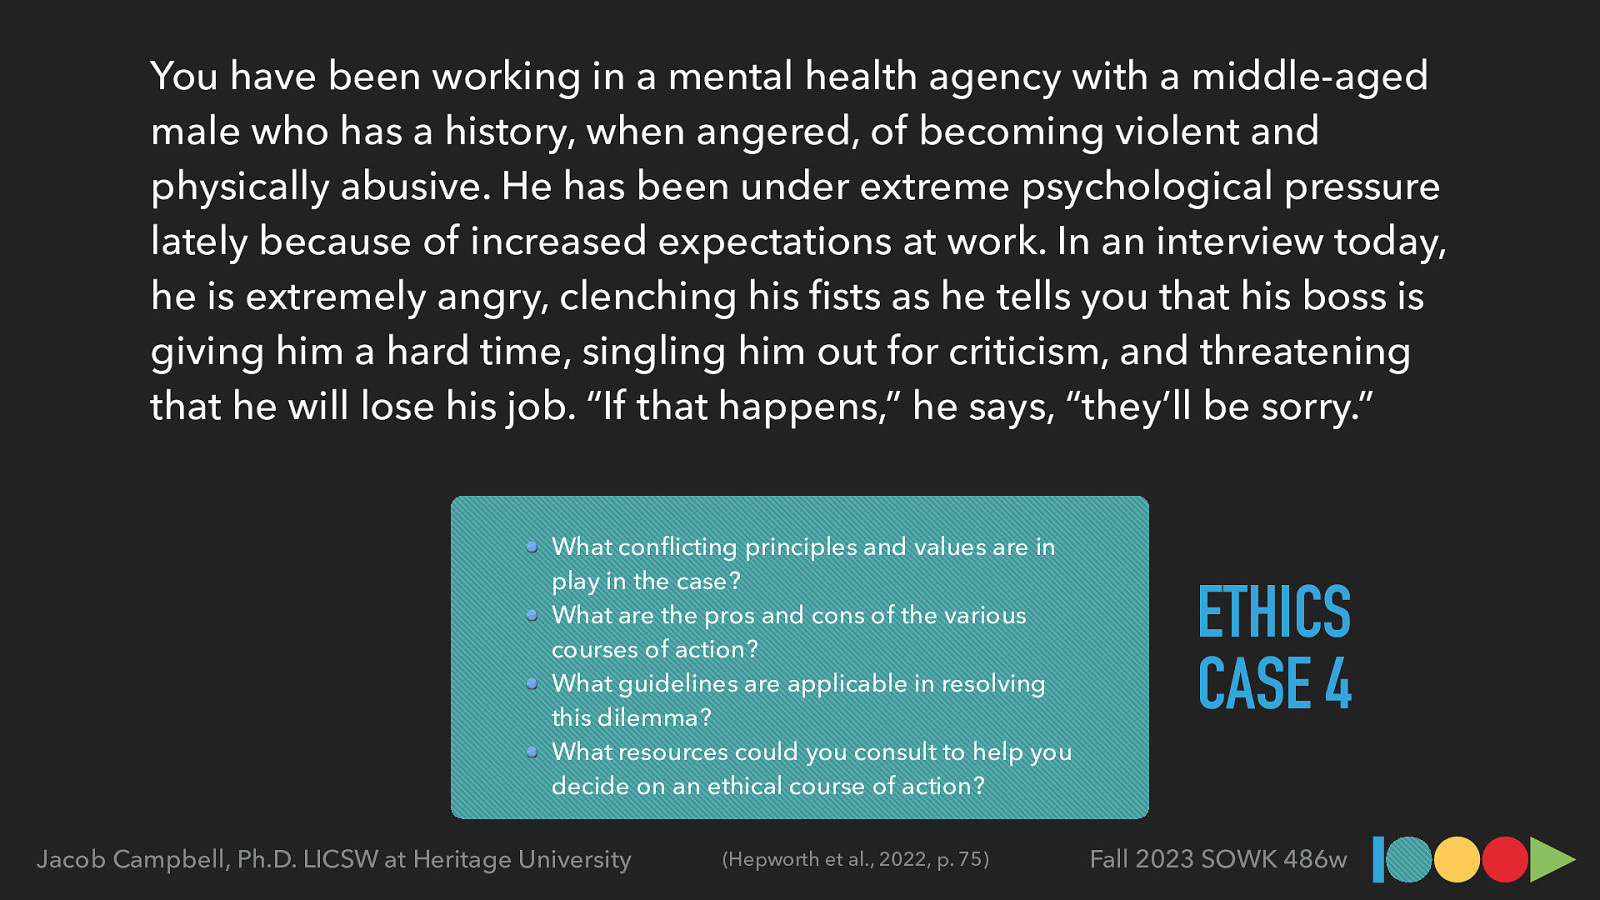 You have been working in a mental health agency with a middle-aged
male who has a history, when angered, of becoming violent and
physically abusive. He has been under extreme psychological pressure
lately because of increased expectations at work. In an interview today,
he is extremely angry, clenching his fists as he tells you that his boss is
giving him a hard time, singling him out for criticism, and threatening
that he will lose his job. “If that happens,” he says, “they’ll be sorry.”
• What conflicting principles and values are in
play in the case?
• What are the pros and cons of the various
courses of action?
• What guidelines are applicable in resolving
this dilemma?
• What resources could you consult to help you
decide on an ethical course of action?
ETHICS
CASE 4
Jacob Campbell, Ph.D. LICSW at Heritage University
(Hepworth et al., 2022, p. 75)
Fall 2023 SOWK 486w